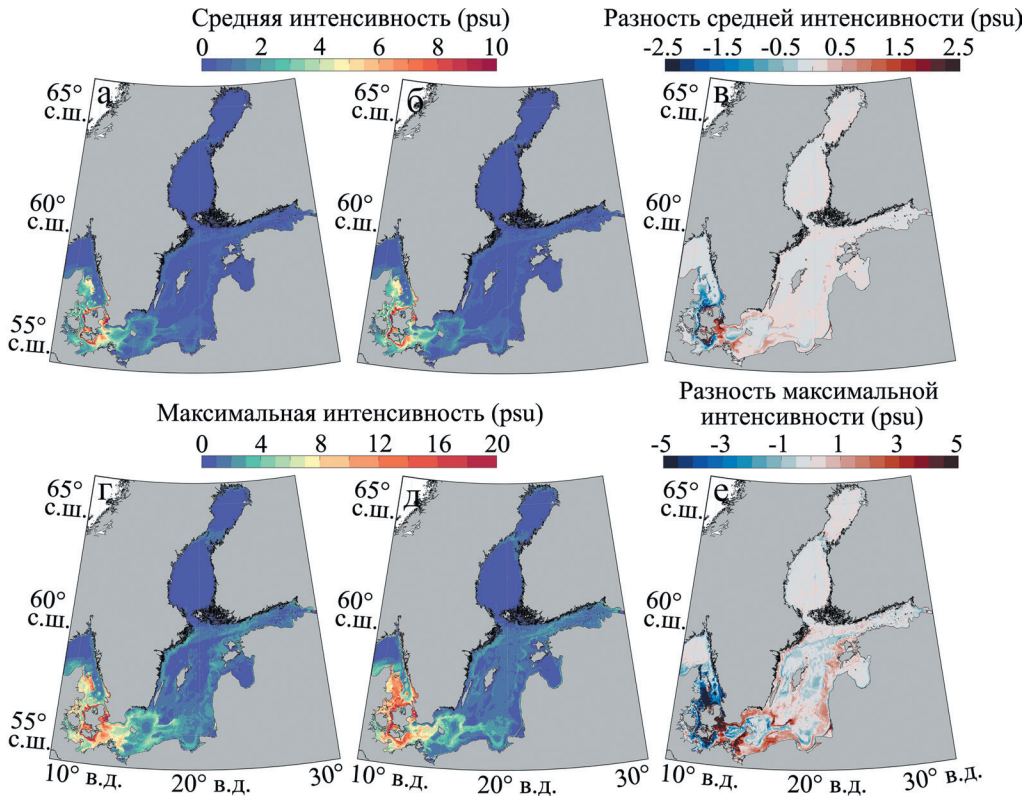 Средняя интенсивность (psu)
0 2 4 6 8 10
Разность средней интенсивности (psu)
-2.5 -1.5 -0.5 0.5 1.5 2.5
а
б
в
65°
с.ш.
60°
с.ш.
55°
с.ш.
65°
с.ш.
60°
с.ш.
65°
с.ш.
60°
с.ш.
Максимальная интенсивность (psu)
0 4 8 12 16 20
Разность максимальной
интенсивности (psu)
-5 -3 -1 1 3 5
г
д
е
65°
с.ш.
60°
с.ш.
55°
с.ш.
65°
с.ш.
60°
с.ш.
65°
с.ш.
60°
с.ш.
10° в.д. 20° в.д. 30° в.д.
10° в.д. 20° в.д. 30° в.д.
10° в.д. 20° в.д. 30° в.д.